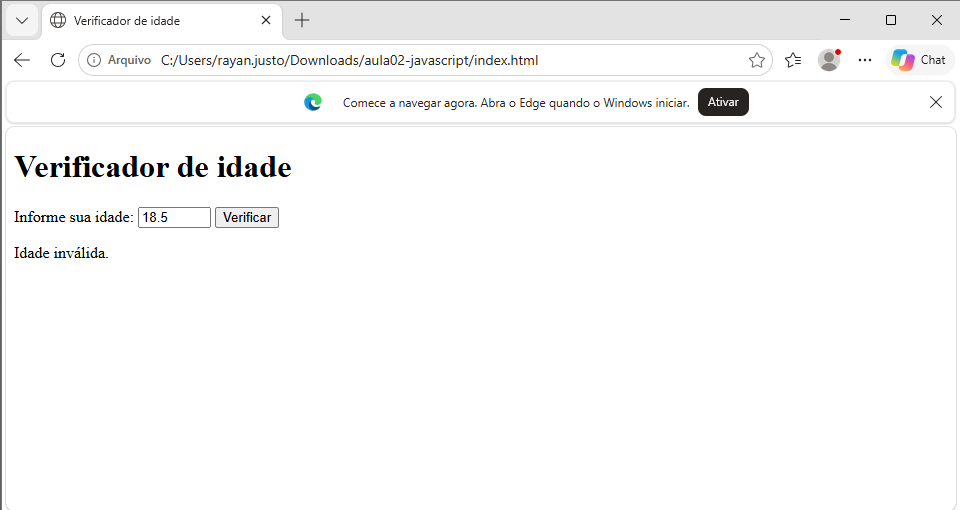 Verificador de idade
Arquivo C:/Users/rayan.justo/Downloads/aula02-javascript/index.html Chat
Comece a navegar agora. Abra o Edge quando o Windows iniciar. Ativar
Verificador de idade
Informe sua idade: 18.5 Verificar
Idade inválida.